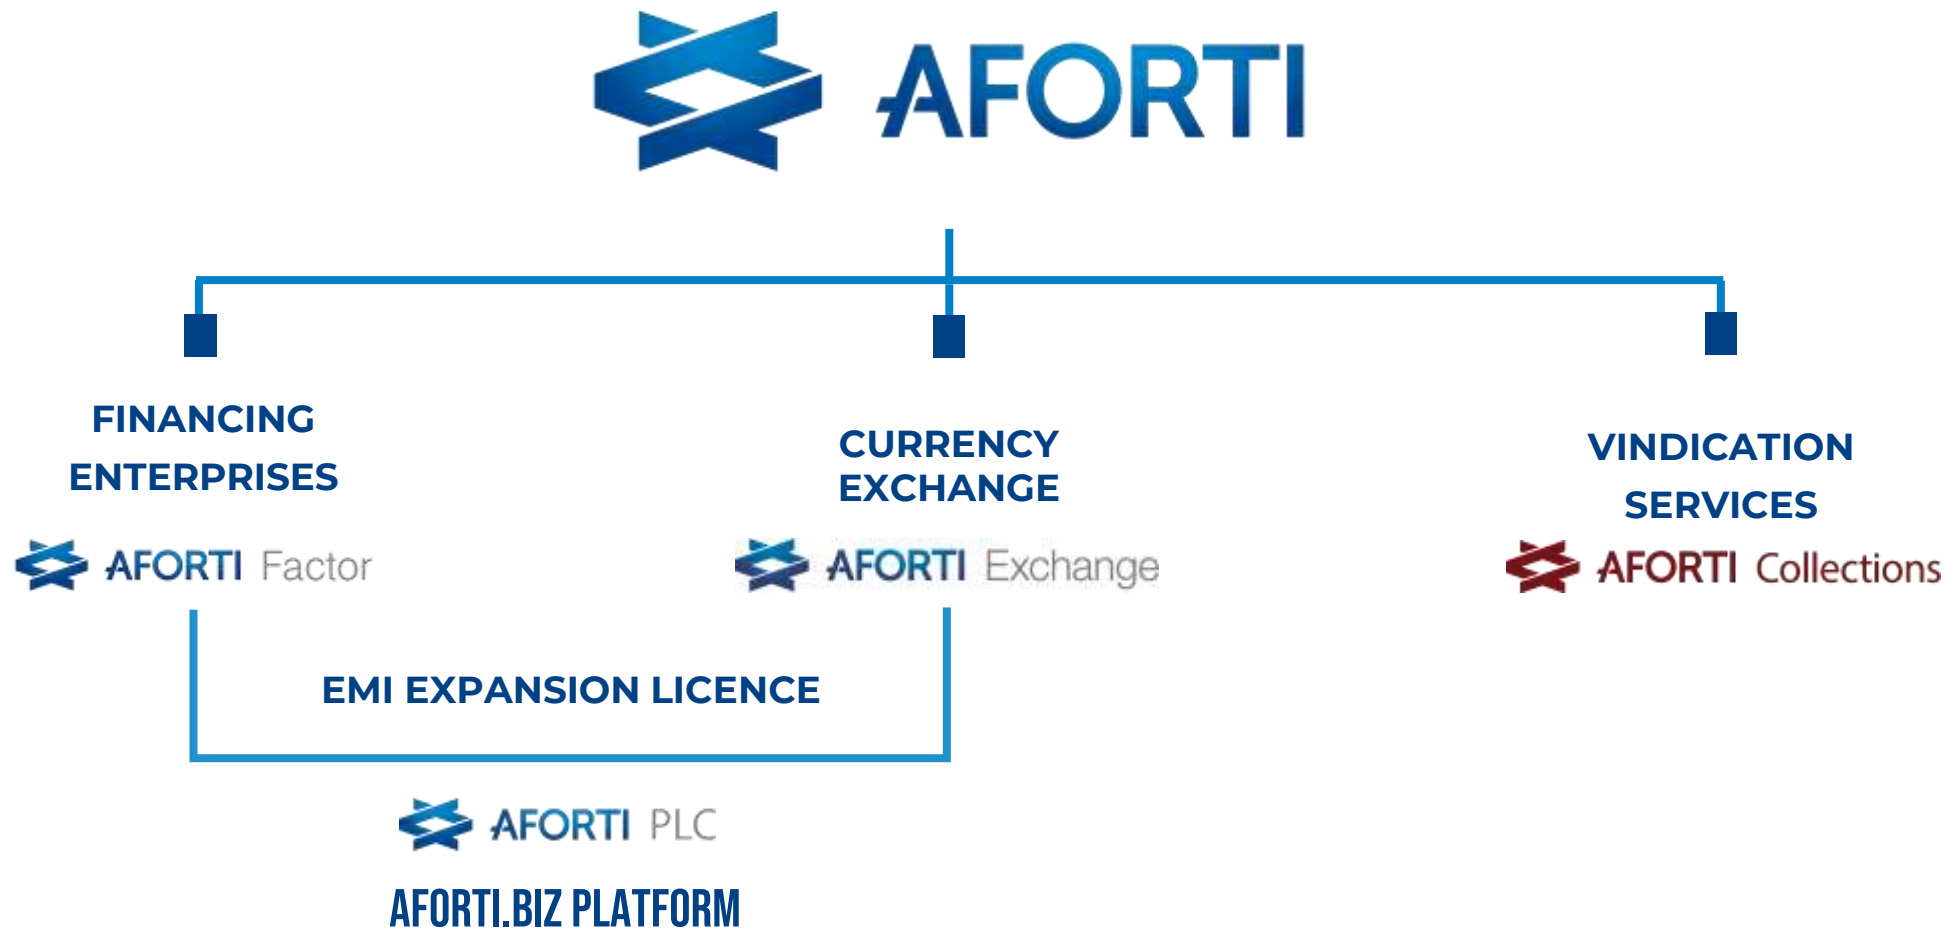 AFORTI
FINANCING
ENTERPRISES
AFORTI Factor
CURRENCY
EXCHANGE
AFORTI Exchange
VINDICATION
SERVICES
AFORTI Collections
EMI EXPANSION LICENCE
AFORTI PLC
AFORTI.BIZ PLATFORM